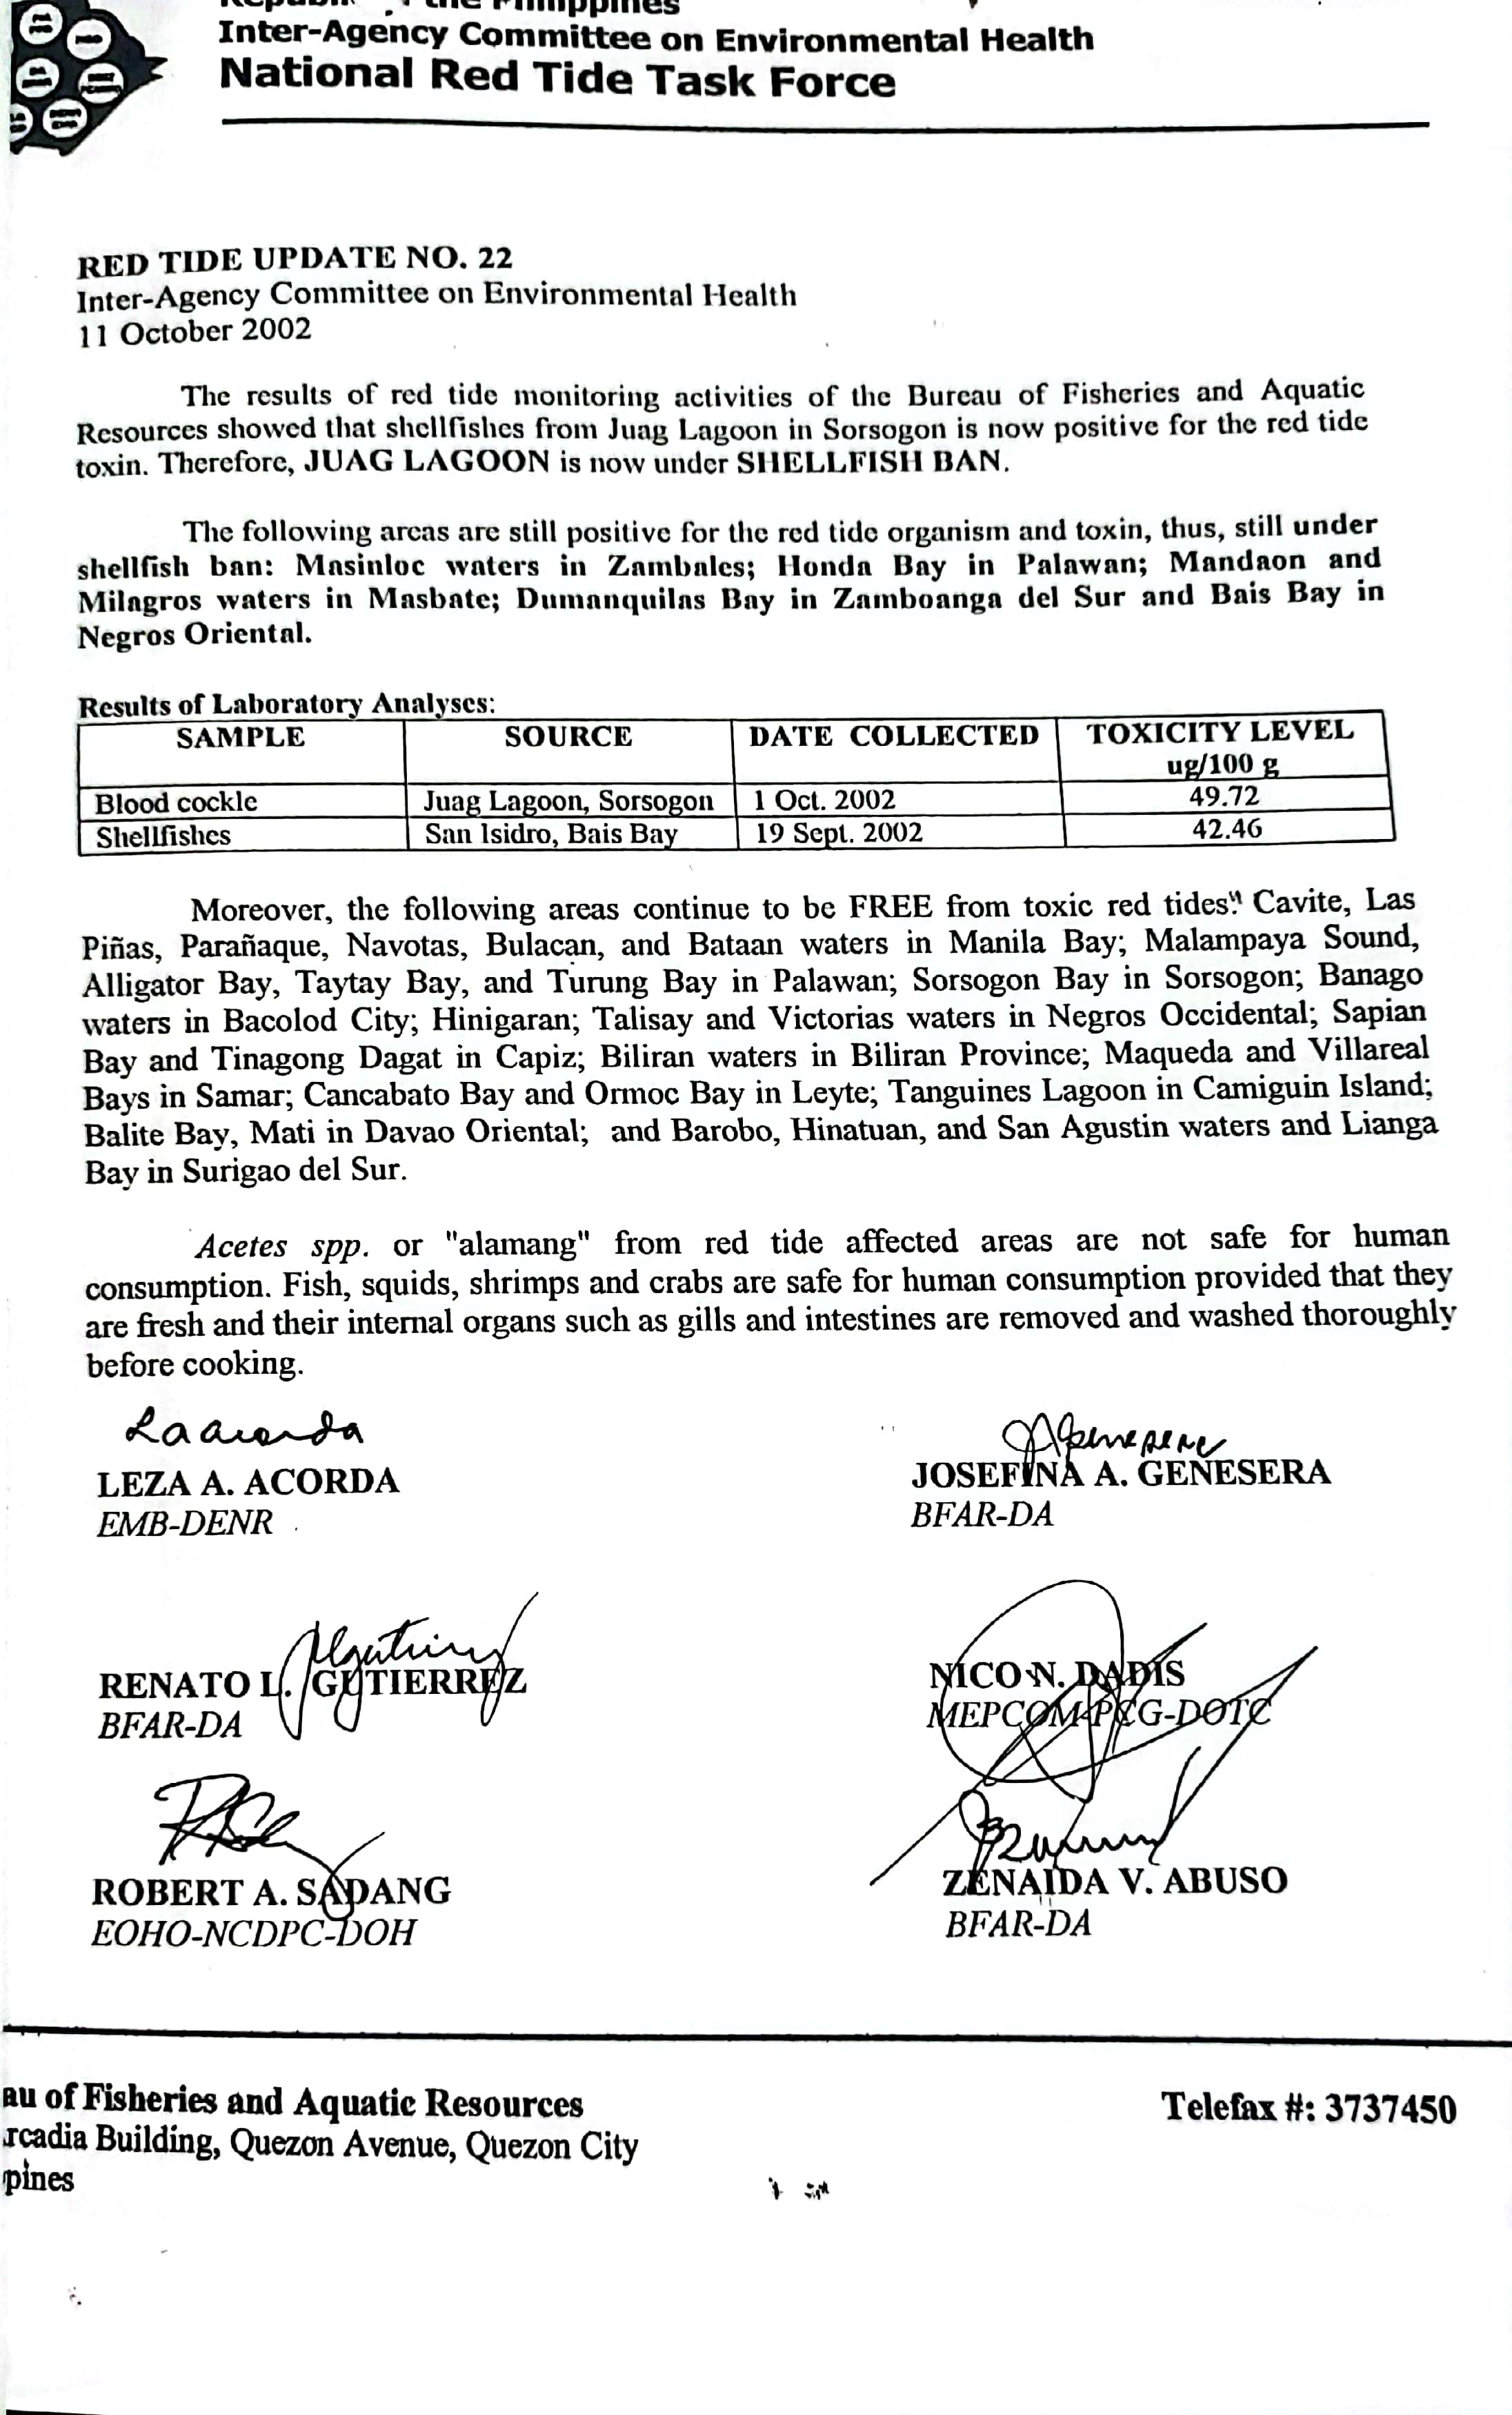 the Philippines
Inter-Agency Committee on Environmental Health
National Red Tide Task Force
RED TIDE UPDATE NO. 22
Inter-Agency Committee on Environmental Health
11 October 2002
The results of red tide monitoring activities of the Bureau of Fisheries and Aquatic
Resources showed that shellfishes from Juag Lagoon in Sorsogon is now positive for the red tide
toxin. Therefore, JUAG LAGOON is now under SHELLFISH BAN.
The following areas are still positive for the red tide organism and toxin, thus, still under
shellfish ban: Masinloc waters in Zambales; Honda Bay in Palawan; Mandaon and
Milagros waters in Masbate; Dumanquilas Bay in Zamboanga del Sur and Bais Bay in
Negros Oriental.
Results of Laboratory Analyses:
SAMPLE SOURCE DATE COLLECTED TOXICITY LEVEL
ug/100 g
Blood cockle Juag Lagoon, Sorsogon 1 Oct. 2002 49.72
Shellfishes San Isidro, Bais Bay 19 Sept. 2002 42.46
Moreover, the following areas continue to be FREE from toxic red tides: Cavite, Las
Piñas, Parañaque, Navotas, Bulacan, and Bataan waters in Manila Bay; Malampaya Sound,
Alligator Bay, Taytay Bay, and Turung Bay in Palawan; Sorsogon Bay in Sorsogon; Banago
waters in Bacolod City; Hinigaran; Talisay and Victorias waters in Negros Occidental; Sapian
Bay and Tinagong Dagat in Capiz; Biliran waters in Biliran Province; Maqueda and Villareal
Bays in Samar; Cancabato Bay and Ormoc Bay in Leyte; Tanguines Lagoon in Camiguin Island;
Balite Bay, Mati in Davao Oriental; and Barobo, Hinatuan, and San Agustin waters and Lianga
Bay in Surigao del Sur.
Acetes spp. or "alamang" from red tide affected areas are not safe for human
consumption. Fish, squids, shrimps and crabs are safe for human consumption provided that they
are fresh and their internal organs such as gills and intestines are removed and washed thoroughly
before cooking.
LEZA A. ACORDA
EMB-DENR
JOSEFINA A. GENESERA
BFAR-DA
RENATO L. GUTIERREZ
BFAR-DA
NICO N. DADIS
MEPCOM-PCG-DOTC
ROBERT A. SADANG
EOHO-NCDPC-DOH
ZENAIDA V. ABUSO
BFAR-DA
au of Fisheries and Aquatic Resources
rcadia Building, Quezon Avenue, Quezon City
pines
Telefax #: 3737450